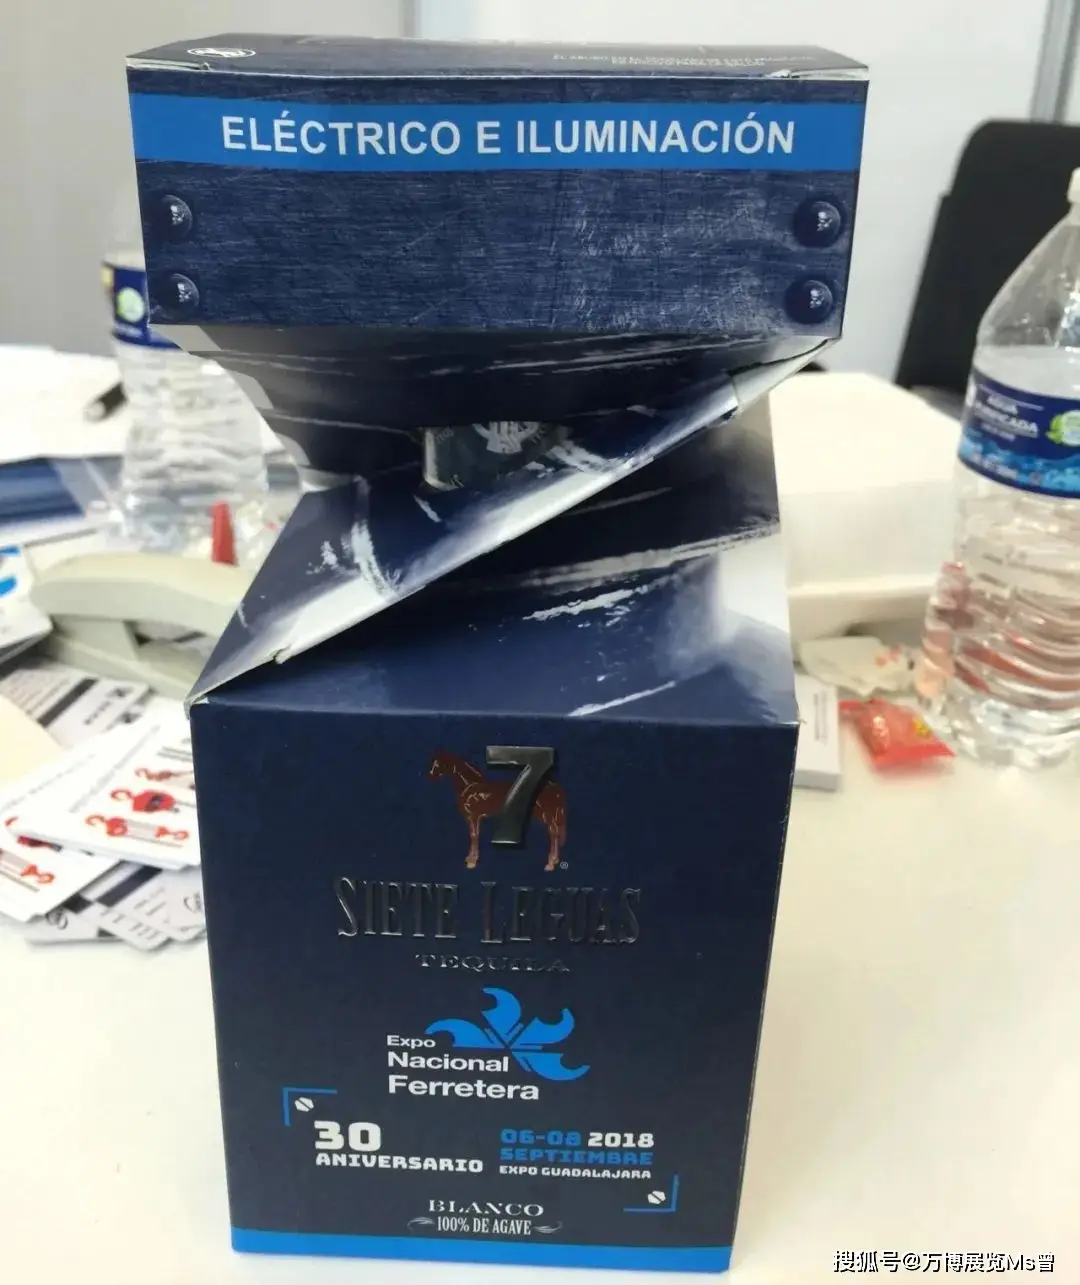 ELÉCTRICO E ILUMINACIÓN
7
SIETE LEGUAS
TEQUILA
Expo
Nacional
Ferretera
30
ANIVERSARIO
06-08 2018
SEPTIEMBRE
EXPO GUADALAJARA
BLANCO
100% DE AGAVE
搜狐号@万博展览Ms曾